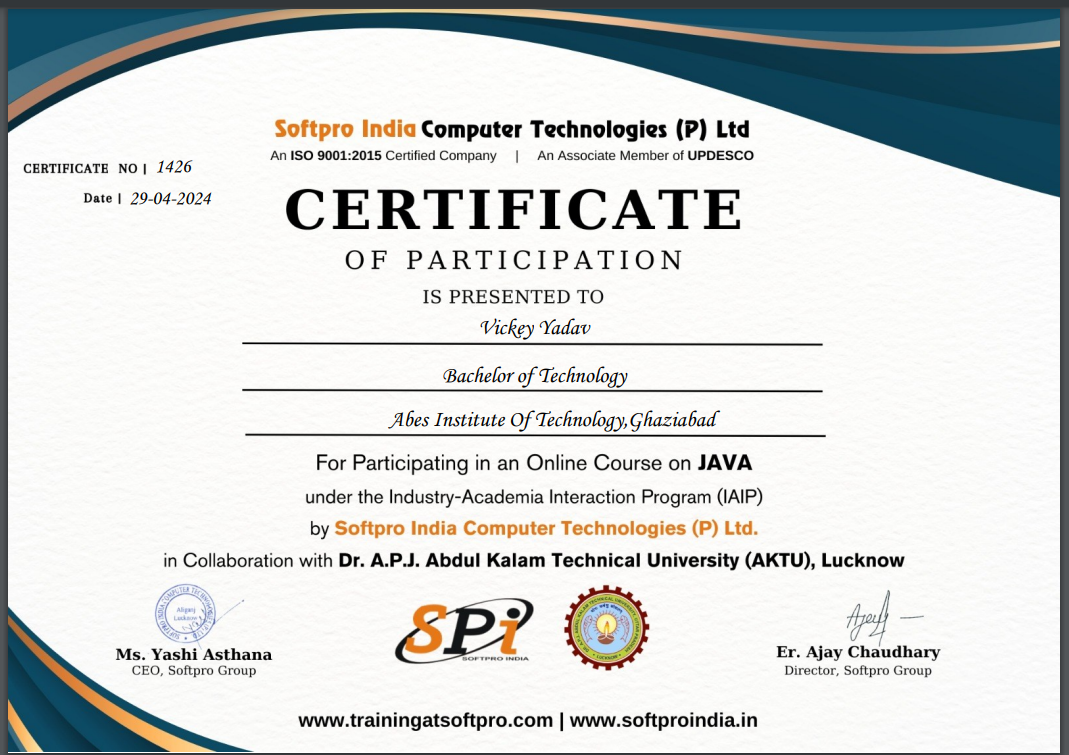 Softpro India Computer Technologies (P) Ltd
An ISO 9001:2015 Certified Company | An Associate Member of UPDESCO
CERTIFICATE NO | 1426
Date | 29-04-2024
CERTIFICATE
OF PARTICIPATION
IS PRESENTED TO
Vickey Yadav
Bachelor of Technology
Abes Institute Of Technology,Ghaziabad
For Participating in an Online Course on JAVA
under the Industry-Academia Interaction Program (IAIP)
by Softpro India Computer Technologies (P) Ltd.
in Collaboration with Dr. A.P.J. Abdul Kalam Technical University (AKTU), Lucknow
Aliganj
Lucknow
SPi
SOFTPRO INDIA
Ms. Yashi Asthana
CEO, Softpro Group
Er. Ajay Chaudhary
Director, Softpro Group
www.trainingatsoftpro.com | www.softproindia.in